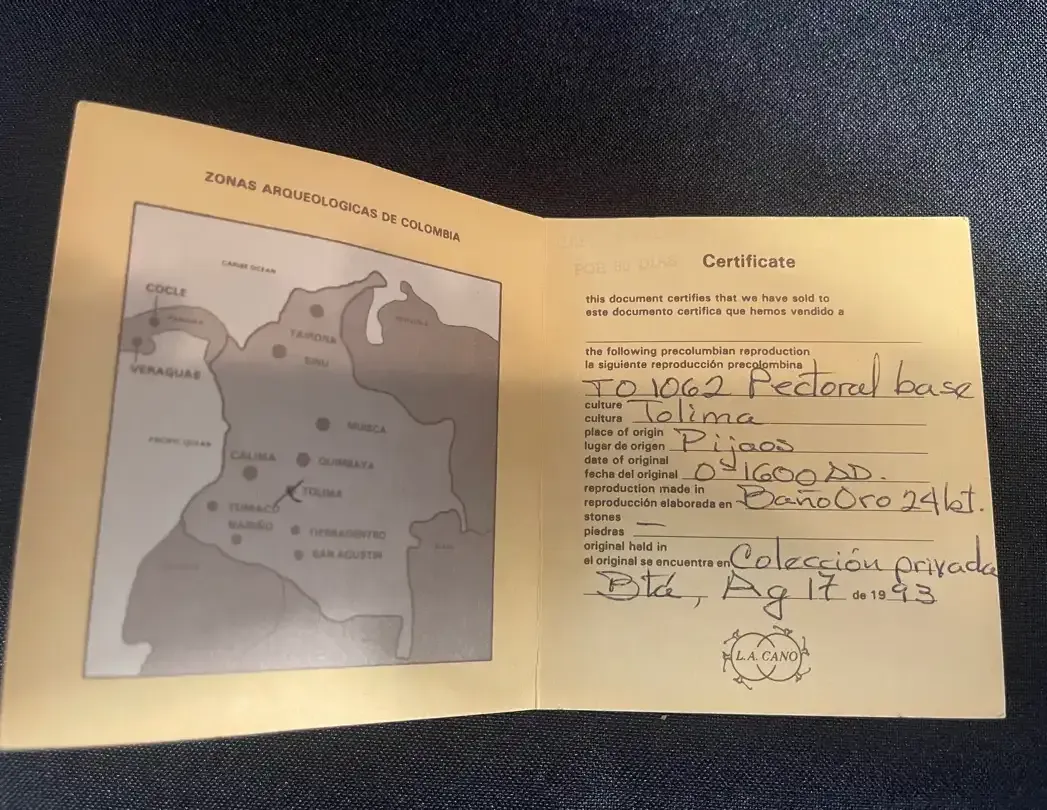 ZONAS ARQUEOLOGICAS DE COLOMBIA
CARIBE OCEAN
COCLE
PANAMA
TAIRONA
SINU
VERAGUAS
PACIFIC OCEAN
MUISCA
CALIMA
QUIMBAYA
TOLIMA
TUMACO
NARIÑO
TIERRADENTRO
SAN AGUSTIN
POR 90 DIAS
Certificate
this document certifies that we have sold to
este documento certifica que hemos vendido a
the following precolumbian reproduction
la siguiente reproducción precolombina
TO 1062 Pectoral base
culture
cultura Tolima
place of origin
lugar de origen Pijaos
date of original
fecha del original 0-1600 AD.
reproduction made in
reproducción elaborada en Baño Oro 24 kt.
stones
piedras —
original held in
el original se encuentra en Colección privada
Btá, Ag 17 de 1993
L.A. CANO